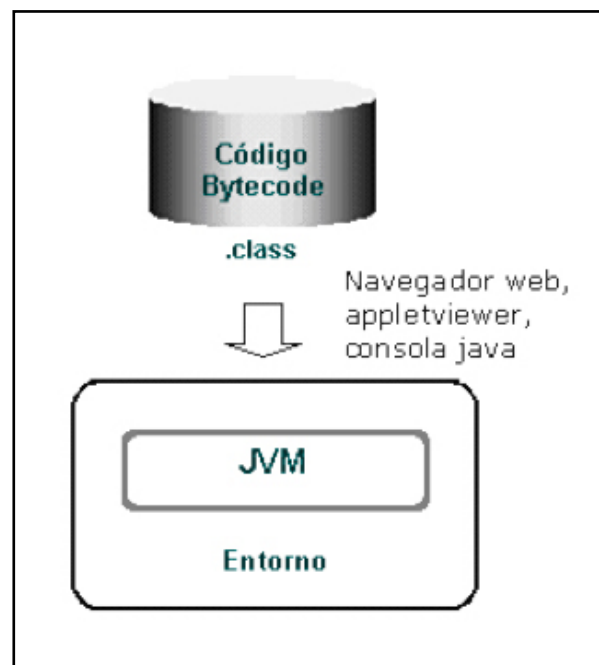 Código
Bytecode
.class
Navegador web,
appletviewer,
consola java
JVM
Entorno